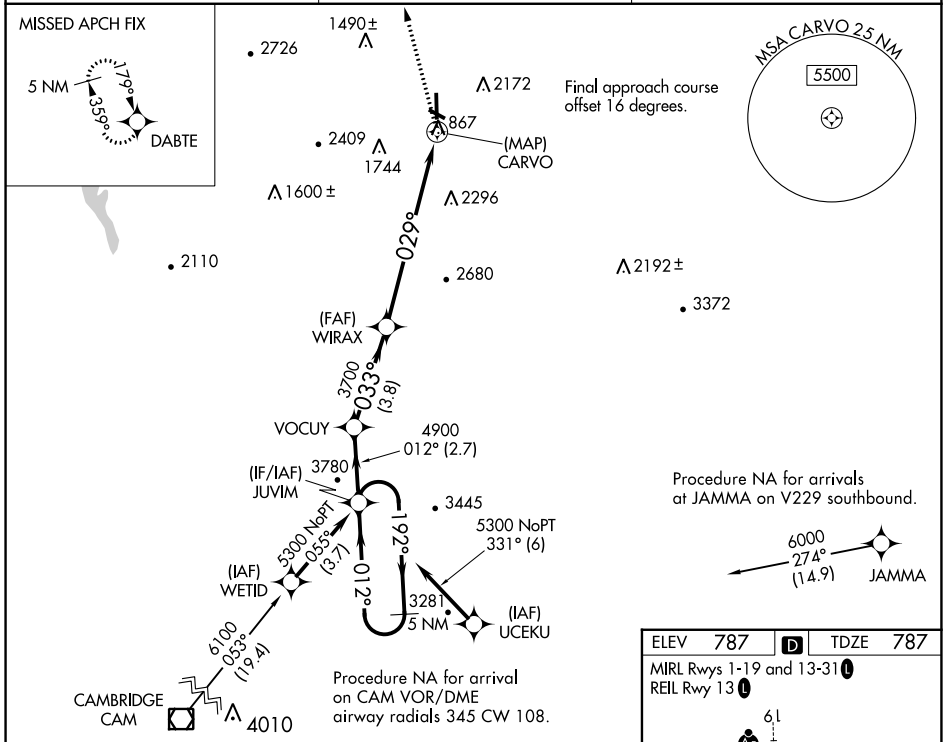 MISSED APCH FIX
5 NM
179°
359°
DABTE
1490±
2726
2172
867
2409
1744
(MAP)
CARVO
1600±
2296
Final approach course
offset 16 degrees.
MSA CARVO 25 NM
5500
029°
2110
2680
2192±
3372
(FAF)
WIRAX
3700
033°
(3.8)
VOCUY
4900
012° (2.7)
(IF/IAF)
JUVIM
3780
3445
5300 NoPT
055°
(3.7)
192°
012°
5300 NoPT
331° (6)
(IAF)
WETID
3281
5 NM
(IAF)
UCEKU
6100
053°
(19.4)
CAMBRIDGE
CAM
4010
Procedure NA for arrival
on CAM VOR/DME
airway radials 345 CW 108.
Procedure NA for arrivals
at JAMMA on V229 southbound.
6000
274°
(14.9)
JAMMA
ELEV 787 D TDZE 787
MIRL Rwys 1-19 and 13-31 L
REIL Rwy 13 L
19
A